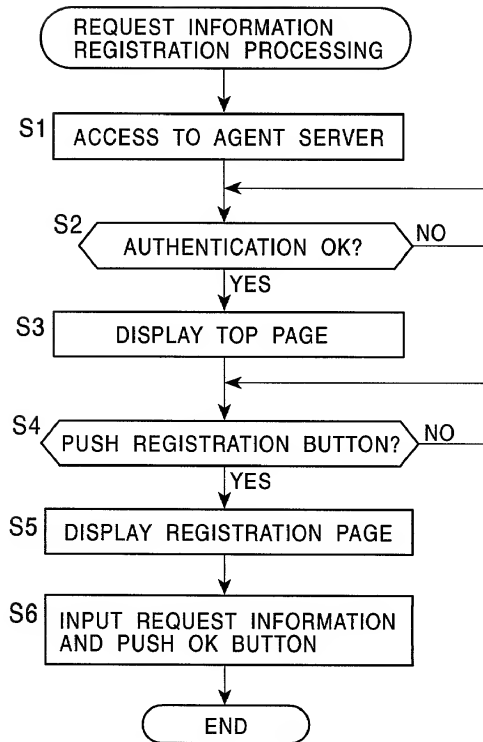 REQUEST INFORMATION
REGISTRATION PROCESSING
S1
ACCESS TO AGENT SERVER
S2
AUTHENTICATION OK?
NO
YES
S3
DISPLAY TOP PAGE
S4
PUSH REGISTRATION BUTTON?
NO
YES
S5
DISPLAY REGISTRATION PAGE
S6
INPUT REQUEST INFORMATION
AND PUSH OK BUTTON
END